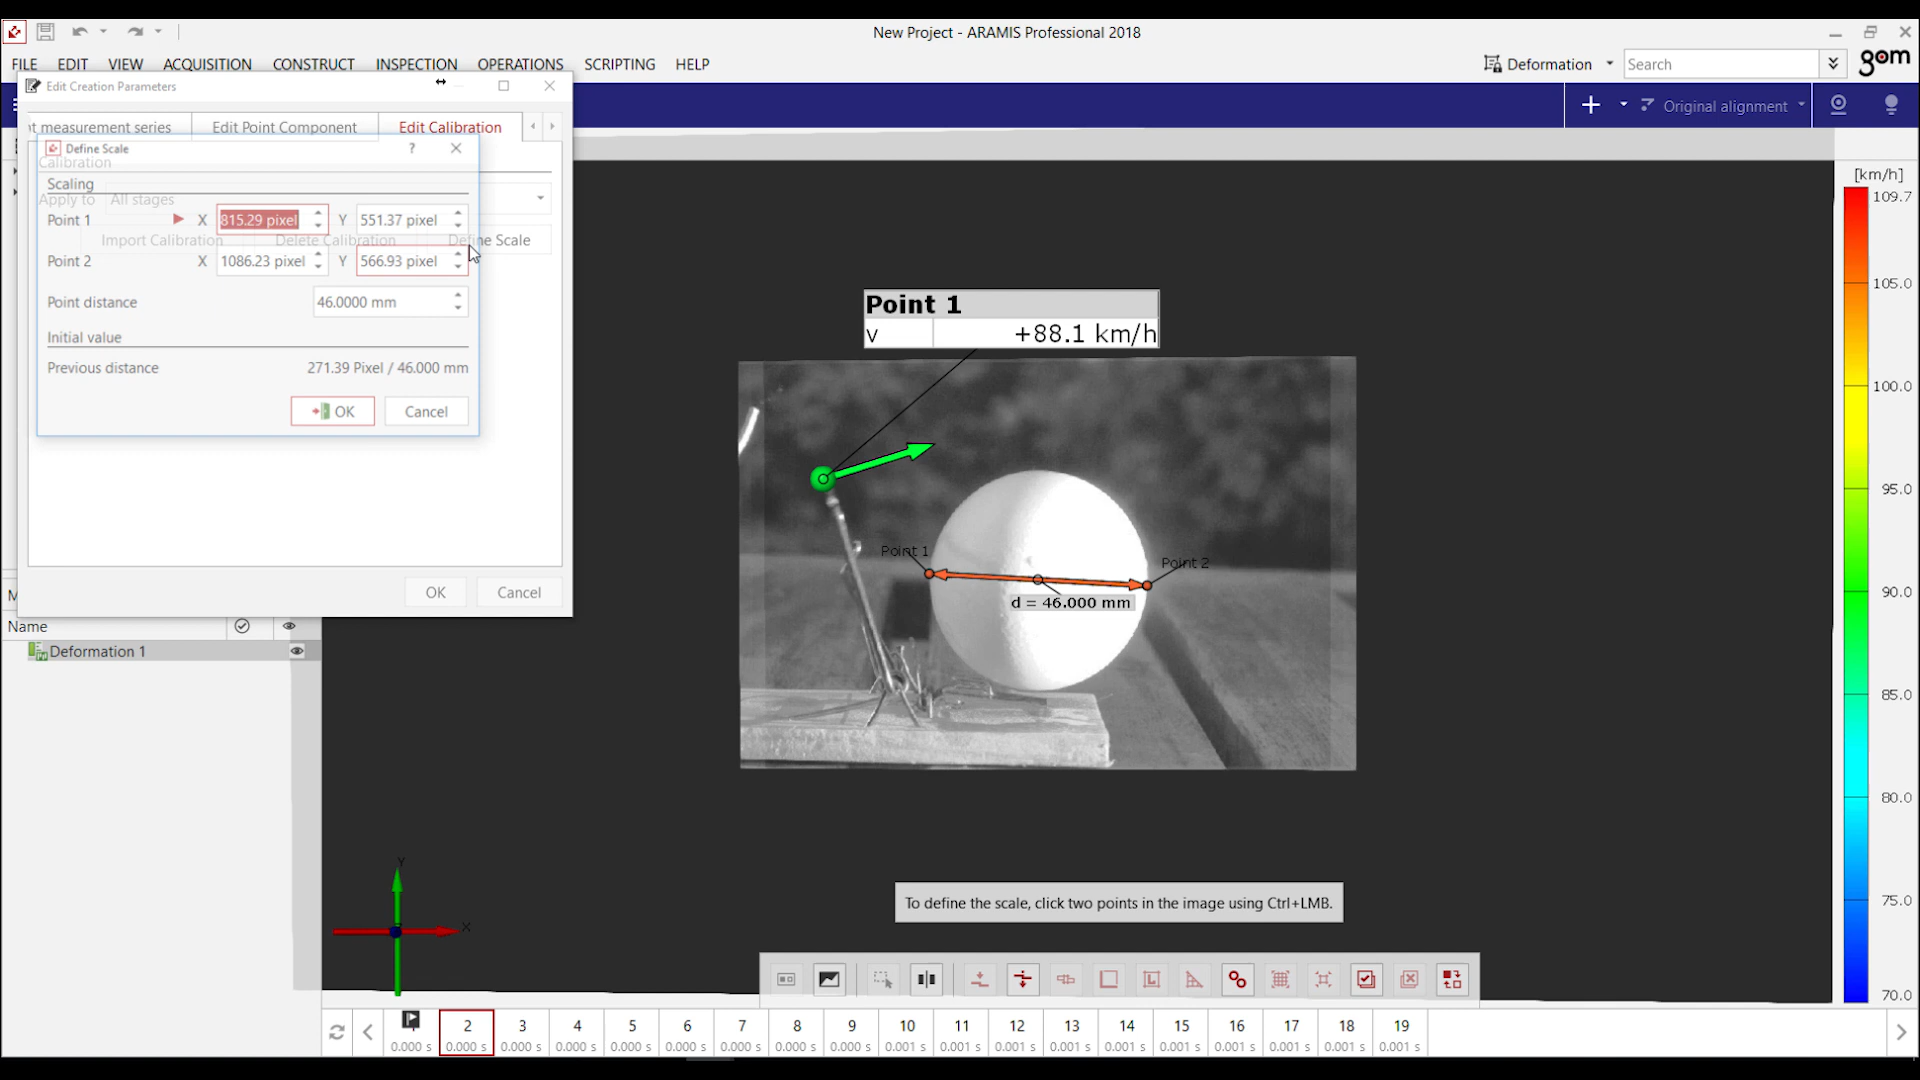 New Project - ARAMIS Professional 2018
FILE EDIT VIEW ACQUISITION CONSTRUCT INSPECTION OPERATIONS SCRIPTING HELP
Deformation
Search
gom
Edit Creation Parameters
Original alignment
t measurement series
Edit Point Component
Edit Calibration
Define Scale
?
Calibration
[km/h]
Scaling
109.7
Apply to All stages
Point 1 X 815.29 pixel Y 551.37 pixel
Import Calibration Delete Calibration Define Scale
Point 2 X 1086.23 pixel Y 566.93 pixel
105.0
Point distance 46.0000 mm
Point 1
v +88.1 km/h
Initial value
Previous distance 271.39 Pixel / 46.000 mm
100.0
OK Cancel
95.0
Point 1
Point 2
d = 46.000 mm
OK Cancel
90.0
M
Name
Deformation 1
85.0
80.0
Y
X
To define the scale, click two points in the image using Ctrl+LMB.
75.0
70.0
2 3 4 5 6 7 8 9 10 11 12 13 14 15 16 17 18 19
0.000 s 0.000 s 0.000 s 0.000 s 0.000 s 0.000 s 0.000 s 0.000 s 0.000 s 0.001 s 0.001 s 0.001 s 0.001 s 0.001 s 0.001 s 0.001 s 0.001 s 0.001 s 0.001 s